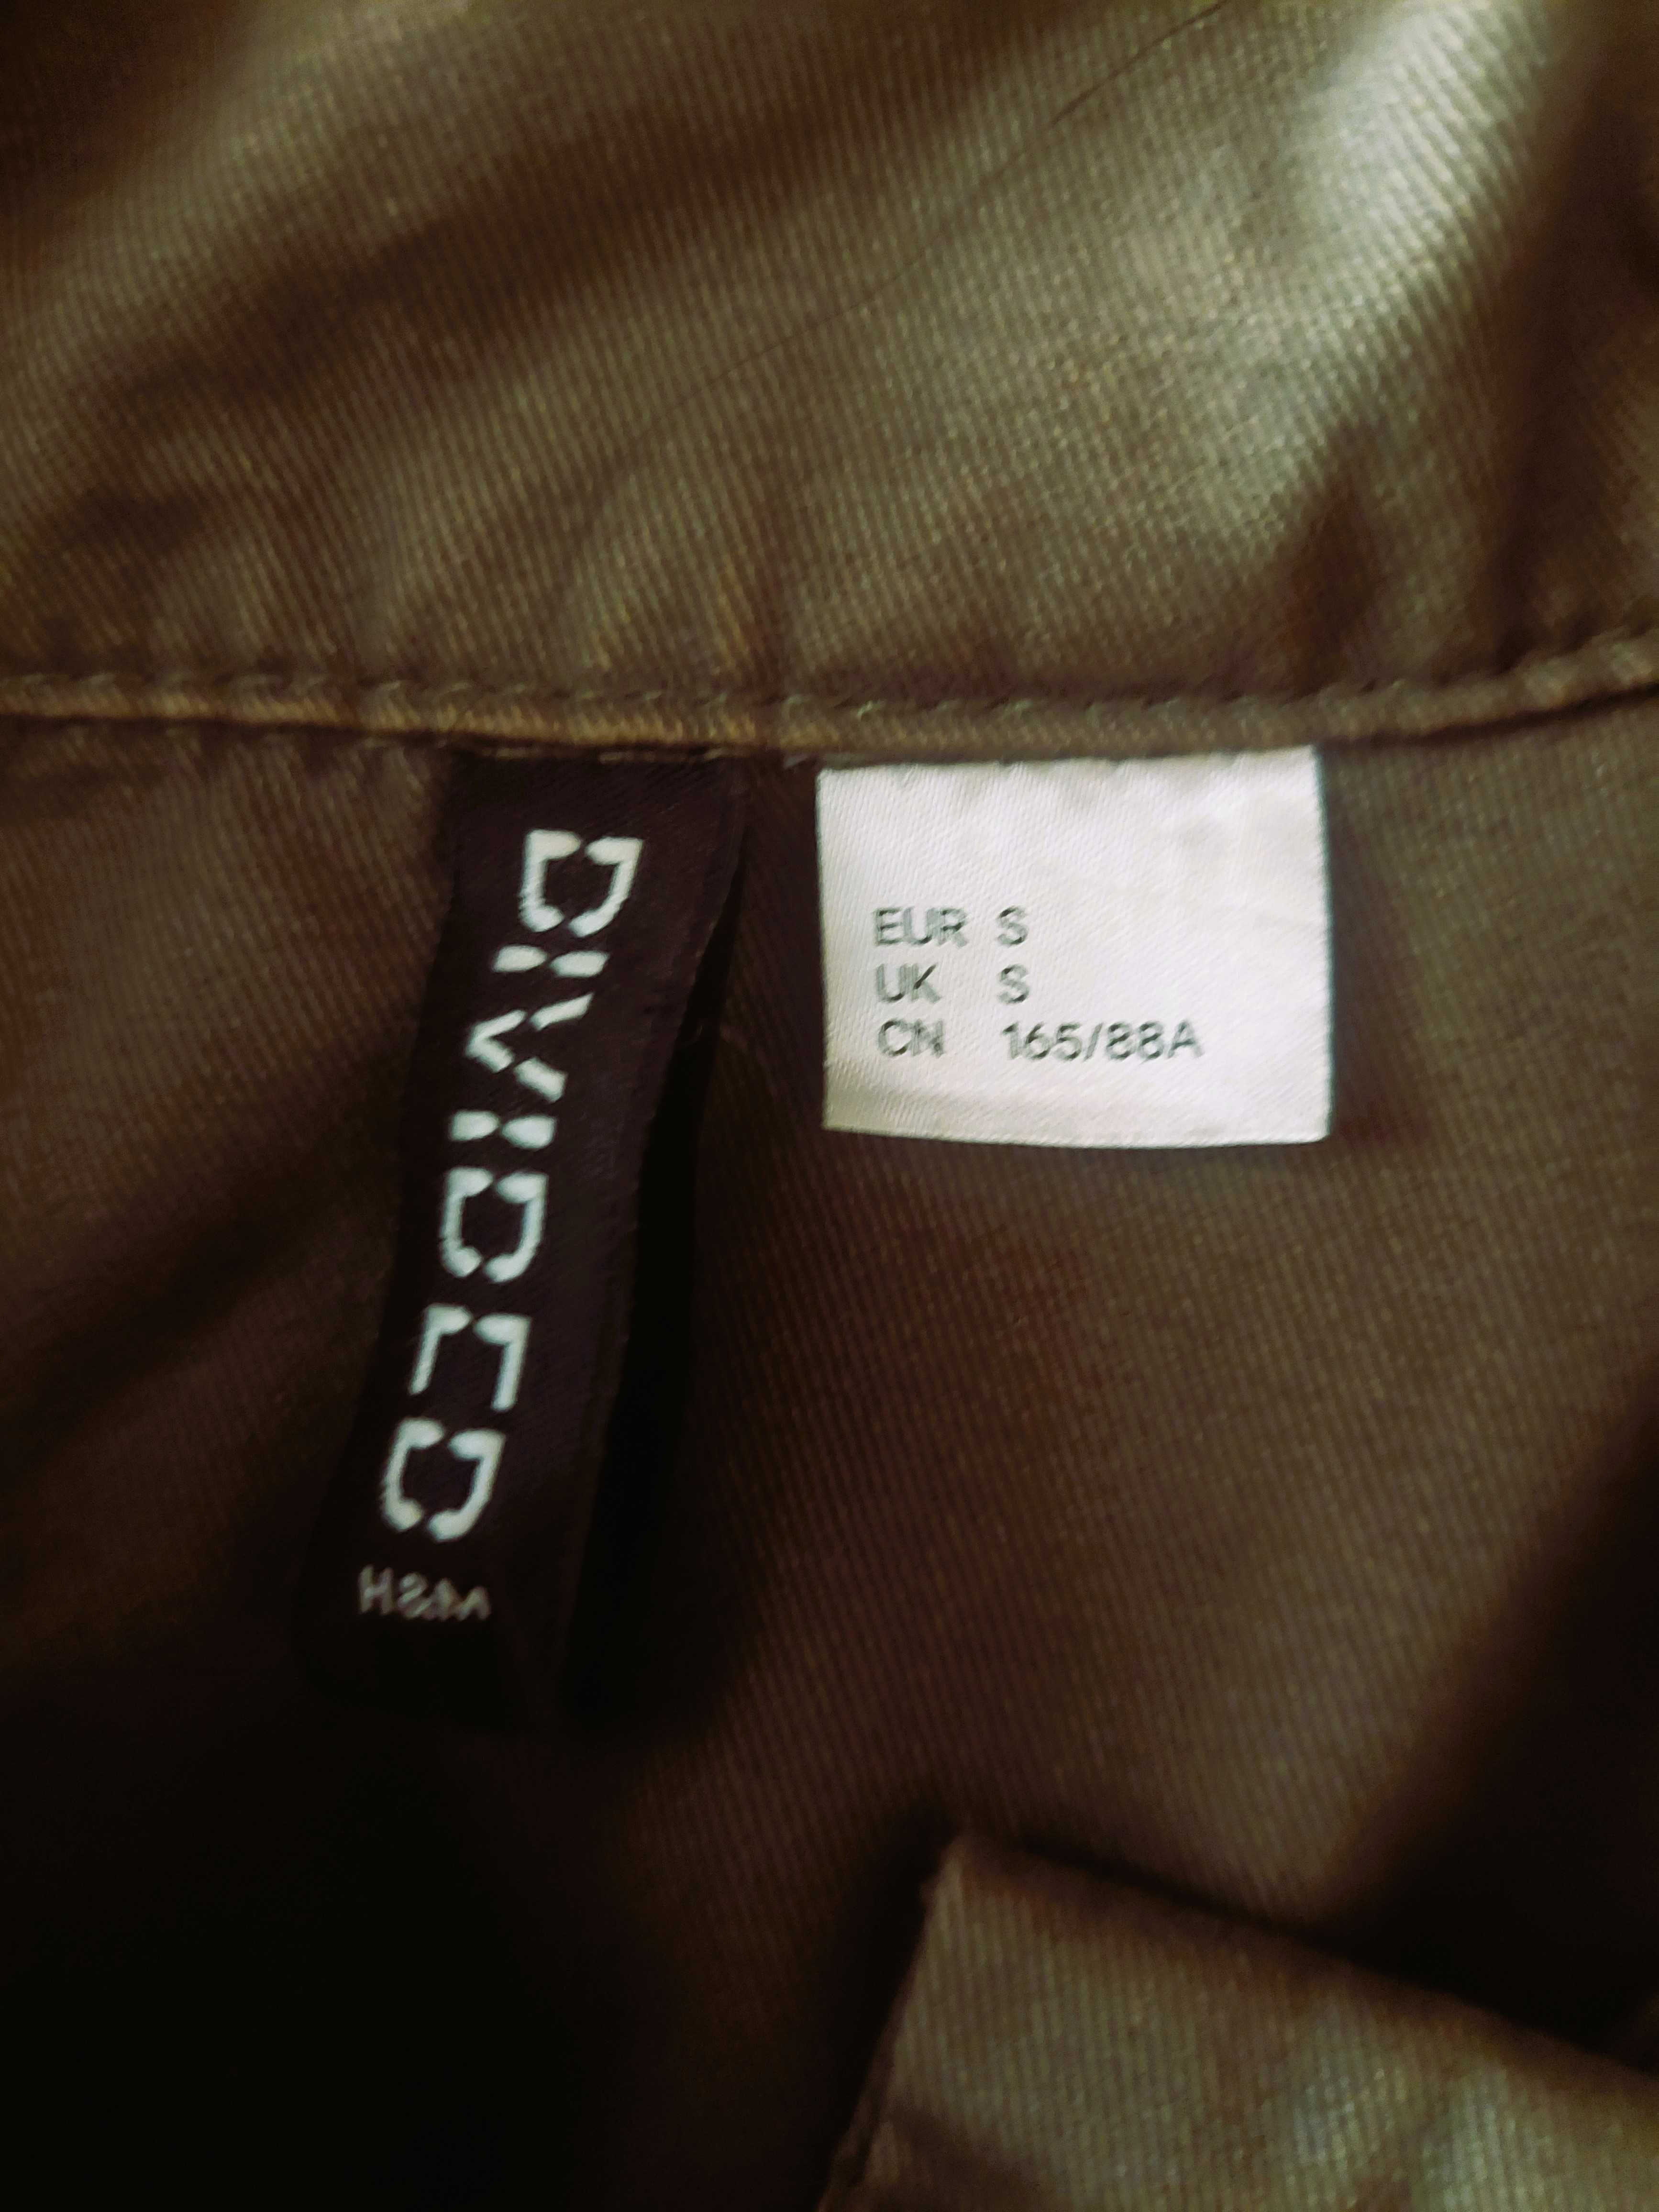 DIVIDED
H&M
EUR S
UK S
CN 165/88A